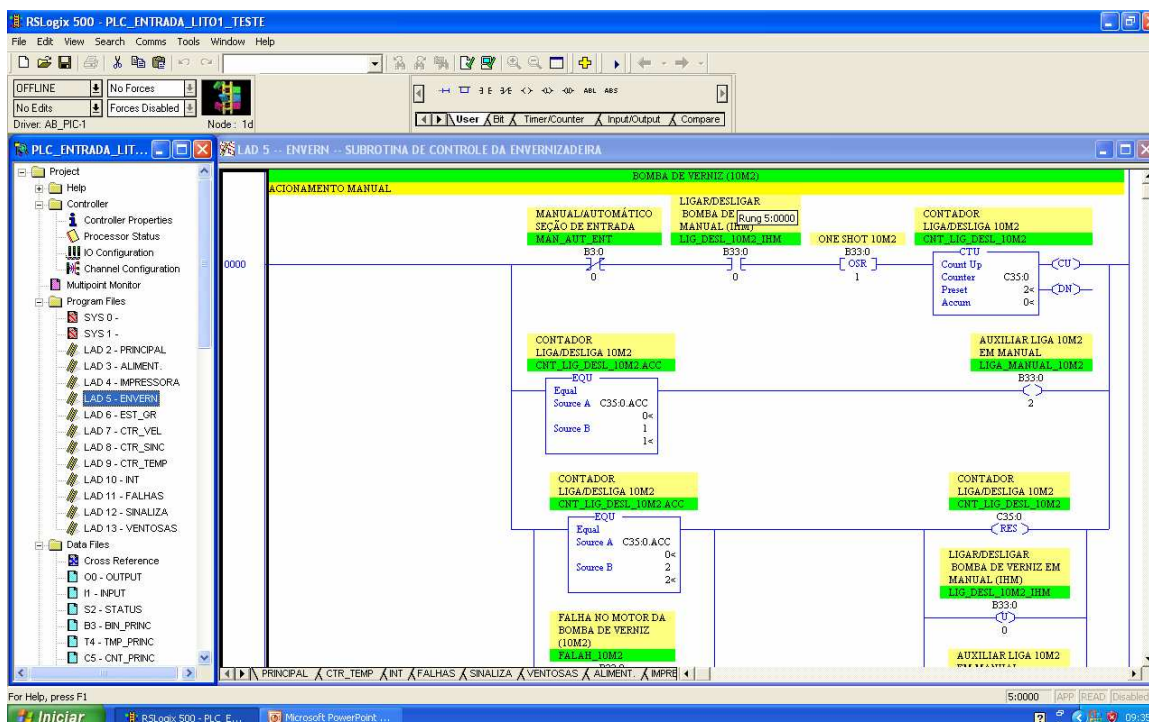 RSLogix 500 - PLC_ENTRADA_LITO1_TESTE
File Edit View Search Comms Tools Window Help
OFFLINE No Forces
No Edits Forces Disabled
Driver: AB_PIC-1 Node : 1d
ABL ABS
User Bit Timer/Counter Input/Output Compare
PLC_ENTRADA_LIT...
Project
Help
Controller
Controller Properties
Processor Status
IO Configuration
Channel Configuration
Multipoint Monitor
Program Files
SYS 0 -
SYS 1 -
LAD 2 - PRINCIPAL
LAD 3 - ALIMENT.
LAD 4 - IMPRESSORA
LAD 5 - ENVERN
LAD 6 - EST_GR
LAD 7 - CTR_VEL
LAD 8 - CTR_SINC
LAD 9 - CTR_TEMP
LAD 10 - INT
LAD 11 - FALHAS
LAD 12 - SINALIZA
LAD 13 - VENTOSAS
Data Files
Cross Reference
O0 - OUTPUT
I1 - INPUT
S2 - STATUS
B3 - BIN_PRINC
T4 - TMP_PRINC
C5 - CNT_PRINC
LAD 5 -- ENVERN -- SUBROTINA DE CONTROLE DA ENVERNIZADEIRA
BOMBA DE VERNIZ (10M2)
ACIONAMENTO MANUAL
0000
MANUAL/AUTOMÁTICO
SEÇÃO DE ENTRADA
MAN_AUT_ENT
B3:0
0
LIGAR/DESLIGAR
BOMBA DE
MANUAL (IHM)
LIG_DESL_10M2_IHM
B33:0
0
Rung 5:0000
ONE SHOT 10M2
B33:0
OSR
1
CONTADOR
LIGA/DESLIGA 10M2
CNT_LIG_DESL_10M2
CTU
Count Up
Counter C35:0
Preset 2<
Accum 0<
CU
DN
CONTADOR
LIGA/DESLIGA 10M2
CNT_LIG_DESL_10M2.ACC
EQU
Equal
Source A C35:0.ACC
0<
Source B 1
1<
AUXILIAR LIGA 10M2
EM MANUAL
LIGA_MANUAL_10M2
B33:0
2
CONTADOR
LIGA/DESLIGA 10M2
CNT_LIG_DESL_10M2.ACC
EQU
Equal
Source A C35:0.ACC
0<
Source B 2
2<
CONTADOR
LIGA/DESLIGA 10M2
CNT_LIG_DESL_10M2
C35:0
RES
LIGAR/DESLIGAR
BOMBA DE VERNIZ EM
MANUAL (IHM)
LIG_DESL_10M2_IHM
B33:0
U
0
FALHA NO MOTOR DA
BOMBA DE VERNIZ
(10M2)
FALAH_10M2
AUXILIAR LIGA 10M2
PRINCIPAL CTR_TEMP INT FALHAS SINALIZA VENTOSAS ALIMENT. IMPRE
For Help, press F1
5:0000 APP READ Disabled
Iniciar RSLogix 500 - PLC_E... Microsoft PowerPoint ... 09:35